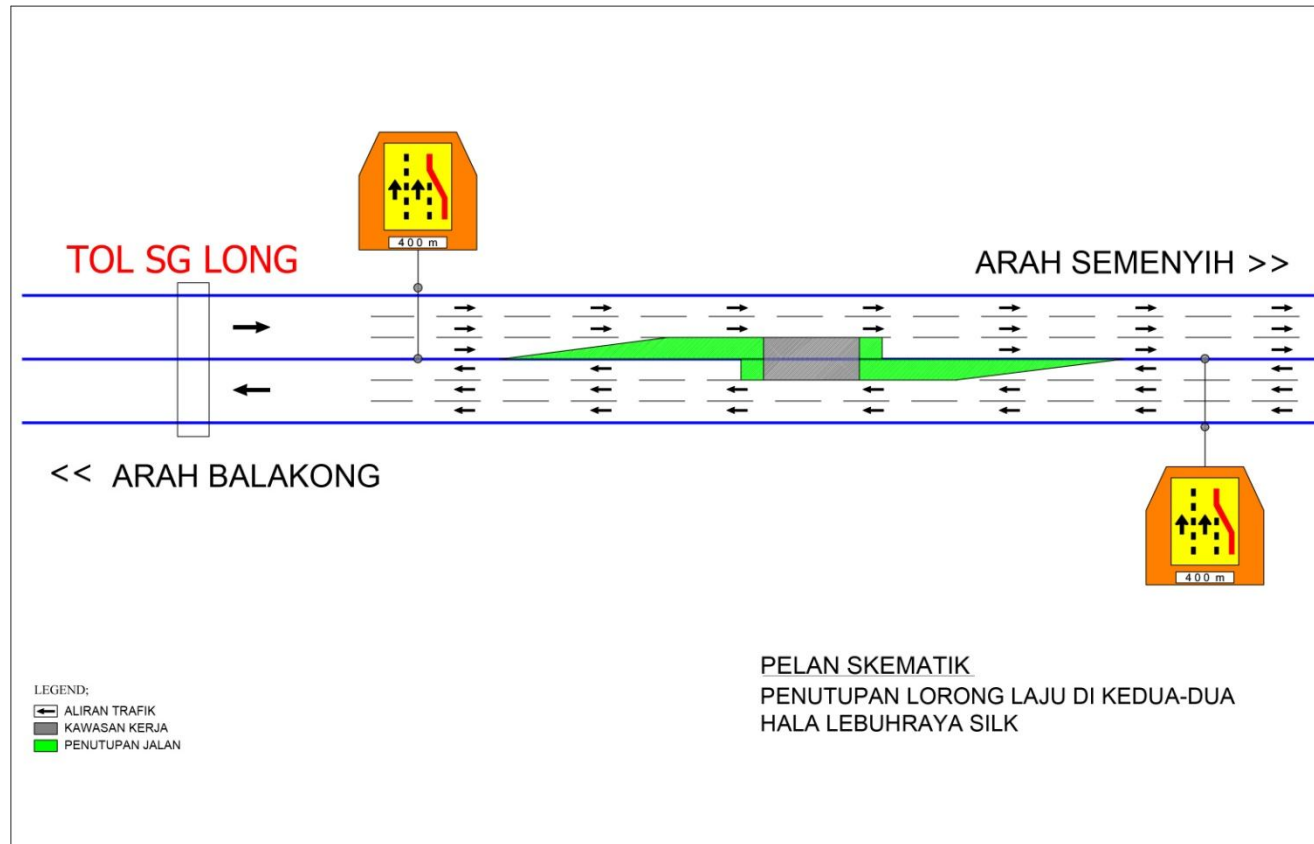 400 m
TOL SG LONG
ARAH SEMENYIH >>
<< ARAH BALAKONG
400 m
PELAN SKEMATIK
PENUTUPAN LORONG LAJU DI KEDUA-DUA
HALA LEBUHRAYA SILK
LEGEND;
ALIRAN TRAFIK
KAWASAN KERJA
PENUTUPAN JALAN